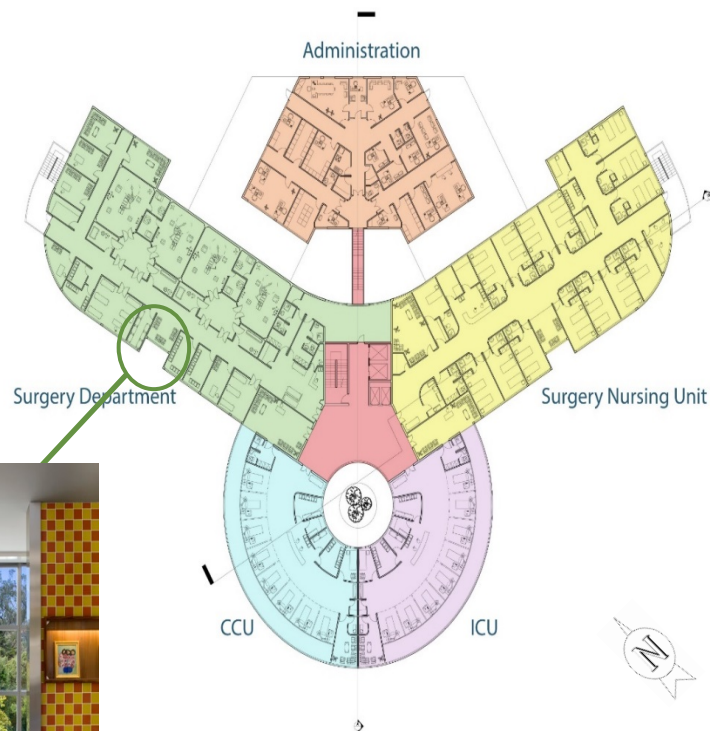 Administration
Surgery Department
Surgery Nursing Unit
CCU
ICU
N